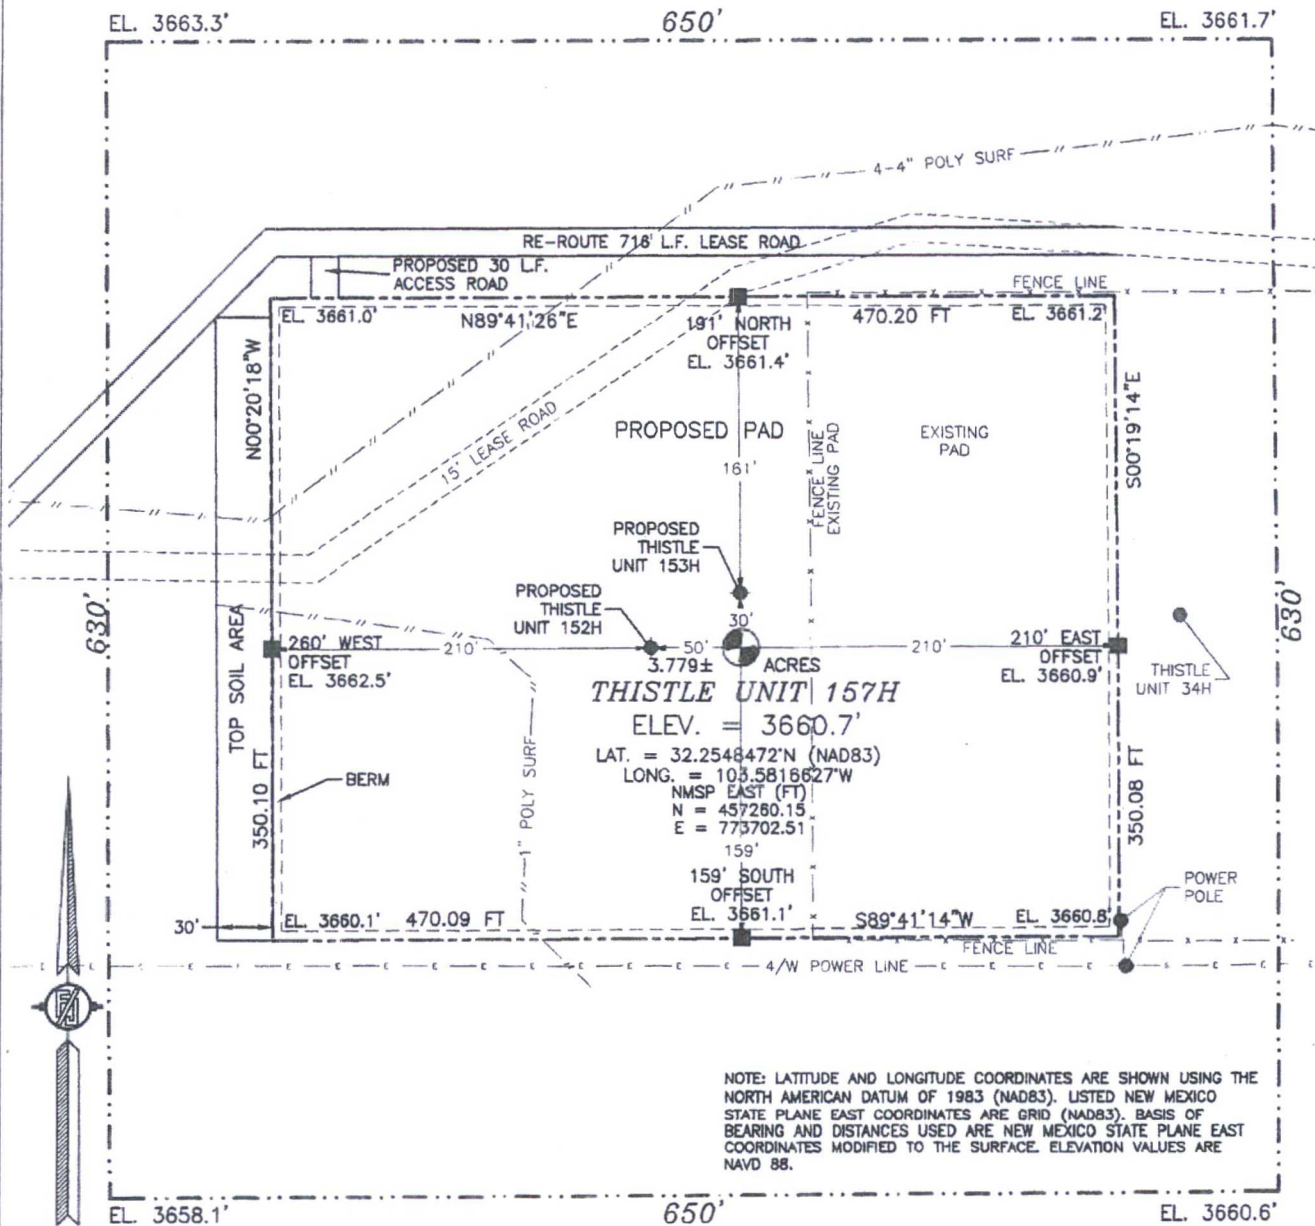 EL. 3663.3' 650' EL. 3661.7'
4-4" POLY SURF
RE-ROUTE 716' L.F. LEASE ROAD
PROPOSED 30 L.F.
ACCESS ROAD
FENCE LINE
EL. 3661.0' N89°41'26"E
191' NORTH
OFFSET
EL. 3661.4'
470.20 FT EL. 3661.2'
N00°20'18"W
S00°19'14"E
15' LEASE ROAD
PROPOSED PAD
EXISTING
PAD
161'
FENCE LINE
EXISTING PAD
PROPOSED
THISTLE
UNIT 153H
PROPOSED
THISTLE
UNIT 152H
30'
630'
630'
TOP SOIL AREA
260' WEST
OFFSET
EL. 3662.5'
210'
50'
210'
210' EAST
OFFSET
EL. 3660.9'
THISTLE
UNIT 34H
3.779± ACRES
THISTLE UNIT 157H
ELEV. = 3660.7'
LAT. = 32.2548472°N (NAD83)
LONG. = 103.5816627°W
NMSP EAST (FT)
N = 457260.15
E = 773702.51
1" POLY SURF
BERM
350.10 FT
350.08 FT
159'
159' SOUTH
OFFSET
EL. 3661.1'
POWER
POLE
30'
EL. 3660.1' 470.09 FT
S89°41'14"W EL. 3660.8'
FENCE LINE
4/W POWER LINE
NOTE: LATITUDE AND LONGITUDE COORDINATES ARE SHOWN USING THE
NORTH AMERICAN DATUM OF 1983 (NAD83). LISTED NEW MEXICO
STATE PLANE EAST COORDINATES ARE GRID (NAD83). BASIS OF
BEARING AND DISTANCES USED ARE NEW MEXICO STATE PLANE EAST
COORDINATES MODIFIED TO THE SURFACE. ELEVATION VALUES ARE
NAVD 88.
EL. 3658.1' 650' EL. 3660.6'